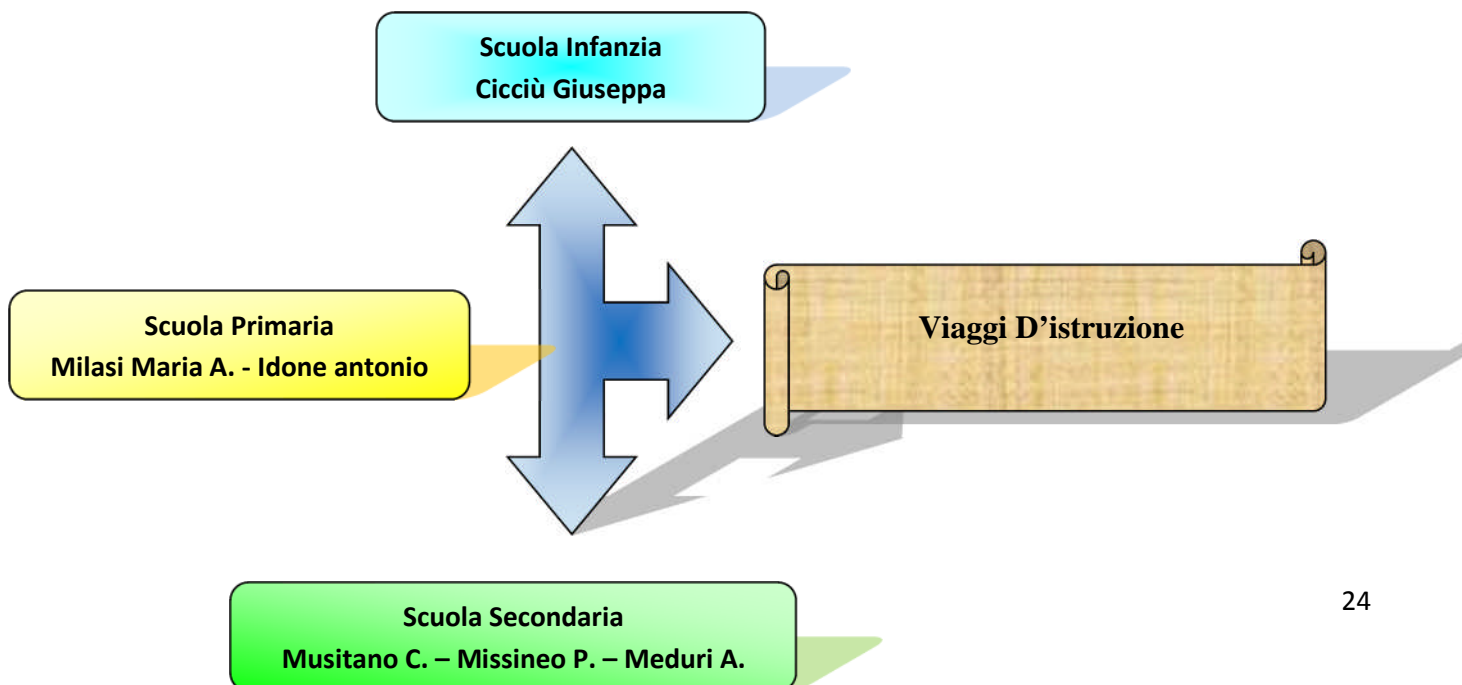 Scuola Infanzia
Cicciù Giuseppa
Scuola Primaria
Milasi Maria A. - Idone antonio
Viaggi D’istruzione
Scuola Secondaria
Musitano C. – Missineo P. – Meduri A.
24